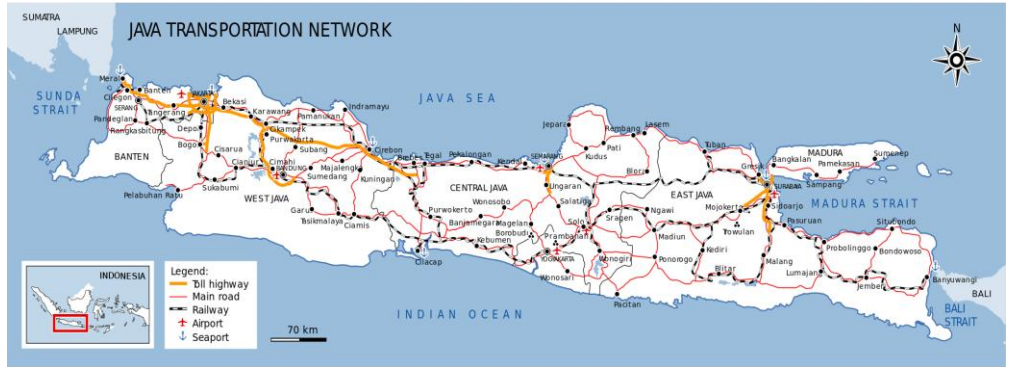 SUMATRA
LAMPUNG
JAVA TRANSPORTATION NETWORK
N
SUNDA
STRAIT
JAVA SEA
Merak
Cilegon
Banten
SERANG
Pandeglang
Rangkasbitung
Tangerang
JAKARTA
Bekasi
Karawang
Pamanukan
Indramayu
Depok
Cikampek
Purwakarta
Bogor
Cisarua
Subang
Cirebon
BANTEN
Cianjur
Cimahi
BANDUNG
Majalengka
Sumedang
Kuningan
Sukabumi
Pelabuhan Ratu
WEST JAVA
Garut
Tasikmalaya
Ciamis
Brebes
Tegal
Pekalongan
Kendal
SEMARANG
Jepara
Kudus
Pati
Rembang
Lasem
Blora
Tuban
Gresik
SURABAYA
Bangkalan
MADURA
Pamekasan
Sumenep
Sampang
MADURA STRAIT
CENTRAL JAVA
Ungaran
Salatiga
Purwokerto
Wonosobo
Banjarnegara
Magelang
Borobudur
Kebumen
Cilacap
Solo
Prambanan
YOGYAKARTA
Wonosari
Wonogiri
Sragen
EAST JAVA
Ngawi
Madiun
Ponorogo
Pacitan
Mojokerto
Sidoarjo
Trowulan
Kediri
Blitar
Malang
Pasuruan
Probolinggo
Lumajang
Situbondo
Bondowoso
Jember
Banyuwangi
BALI
BALI
STRAIT
INDIAN OCEAN
INDONESIA
Legend:
Toll highway
Main road
Railway
Airport
Seaport
70 km